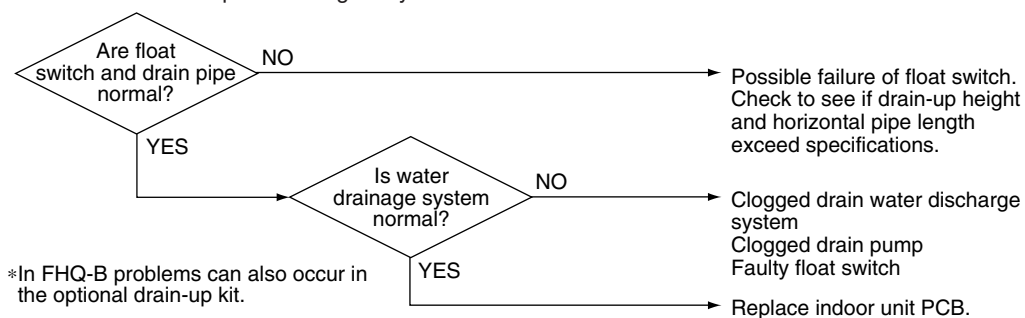 Are float
switch and drain pipe
normal?
NO
Possible failure of float switch.
Check to see if drain-up height
and horizontal pipe length
exceed specifications.
YES
Is water
drainage system
normal?
NO
Clogged drain water discharge
system
Clogged drain pump
Faulty float switch
YES
Replace indoor unit PCB.
*In FHQ-B problems can also occur in
the optional drain-up kit.